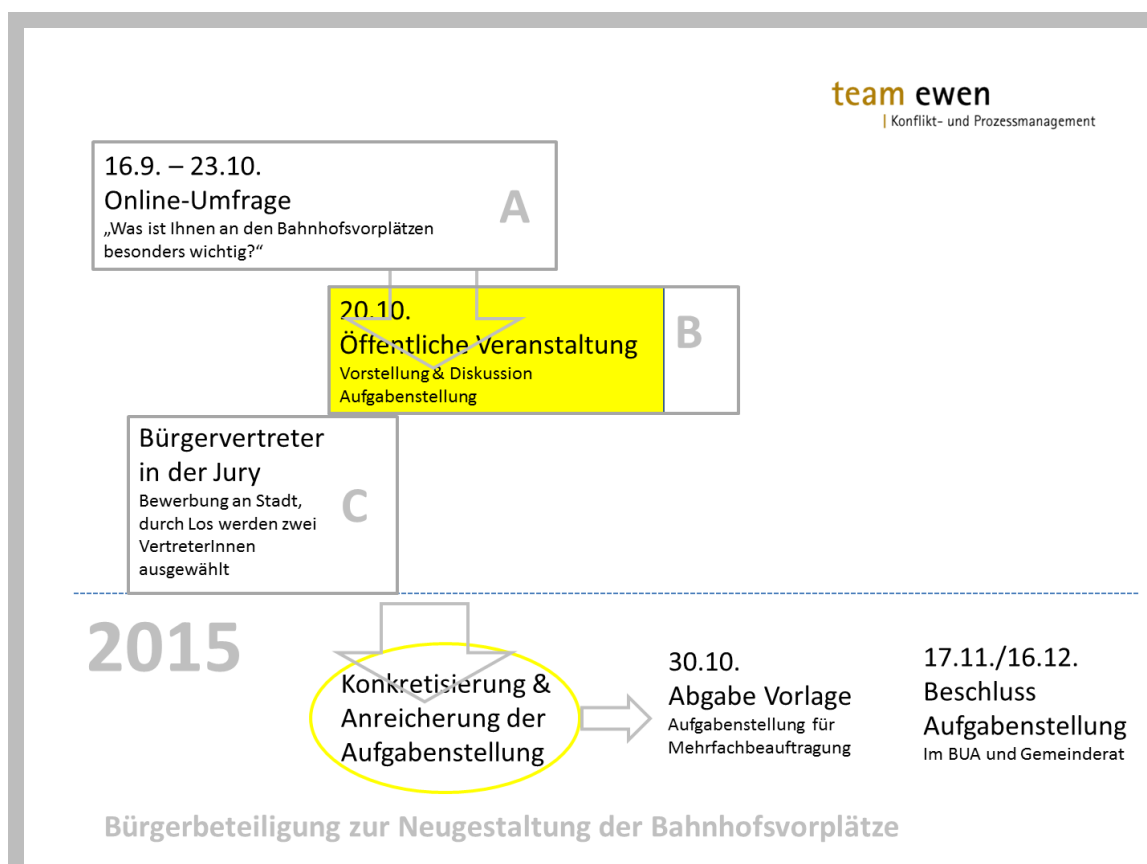 team ewen
| Konflikt- und Prozessmanagement
16.9. – 23.10.
Online-Umfrage
„Was ist Ihnen an den Bahnhofsvorplätzen
besonders wichtig?“
A
20.10.
Öffentliche Veranstaltung
Vorstellung & Diskussion
Aufgabenstellung
B
Bürgervertreter
in der Jury
Bewerbung an Stadt,
durch Los werden zwei
VertreterInnen
ausgewählt
C
2015
Konkretisierung &
Anreicherung der
Aufgabenstellung
30.10.
Abgabe Vorlage
Aufgabenstellung für
Mehrfachbeauftragung
17.11./16.12.
Beschluss
Aufgabenstellung
Im BUA und Gemeinderat
Bürgerbeteiligung zur Neugestaltung der Bahnhofsvorplätze